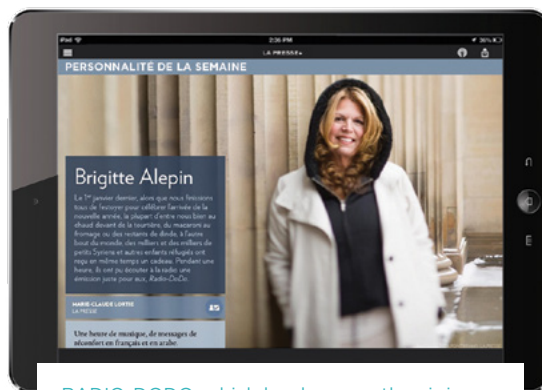 iPad
2:36 PM
36%
LA PRESSE+
PERSONNALITÉ DE LA SEMAINE
Brigitte Alepin
Le 1er janvier dernier, alors que nous finissions
tous de festoyer pour célébrer l'arrivée de la
nouvelle année, la plupart d'entre nous bien au
chaud devant de la tourtière, du macaroni au
fromage ou des restants de dinde, à l'autre
bout du monde, des milliers et des milliers de
petits Syriens et autres enfants réfugiés ont
reçu en même temps un cadeau. Pendant une
heure, ils ont pu écouter à la radio une
émission juste pour eux, Radio-DoDo.
MARIE-CLAUDE LORTIE
LA PRESSE
Une heure de musique, de messages de
réconfort en français et en arabe.